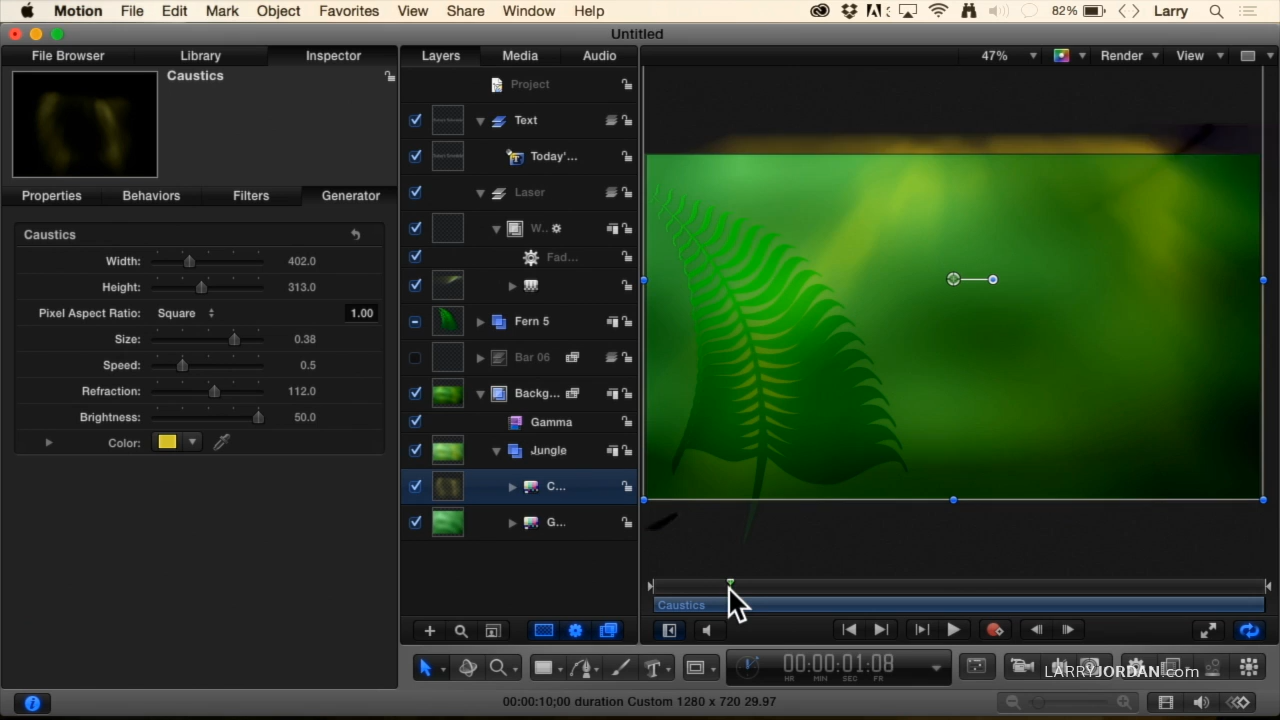 Motion File Edit Mark Object Favorites View Share Window Help 82% Larry
Untitled
File Browser Library Inspector Layers Media Audio 47% Render View
Caustics
Project
Text
Today'...
Properties Behaviors Filters Generator
Laser
Caustics
W..
Width: 402.0
Fad...
Height: 313.0
Pixel Aspect Ratio: Square 1.00
Fern 5
Size: 0.38
Bar 06
Speed: 0.5
Refraction: 112.0
Backg...
Brightness: 50.0
Gamma
Color:
Jungle
C...
G...
Caustics
00:00:01:08
HR MIN SEC FR
LARRYJORDAN.com
00:00:10;00 duration Custom 1280 x 720 29.97